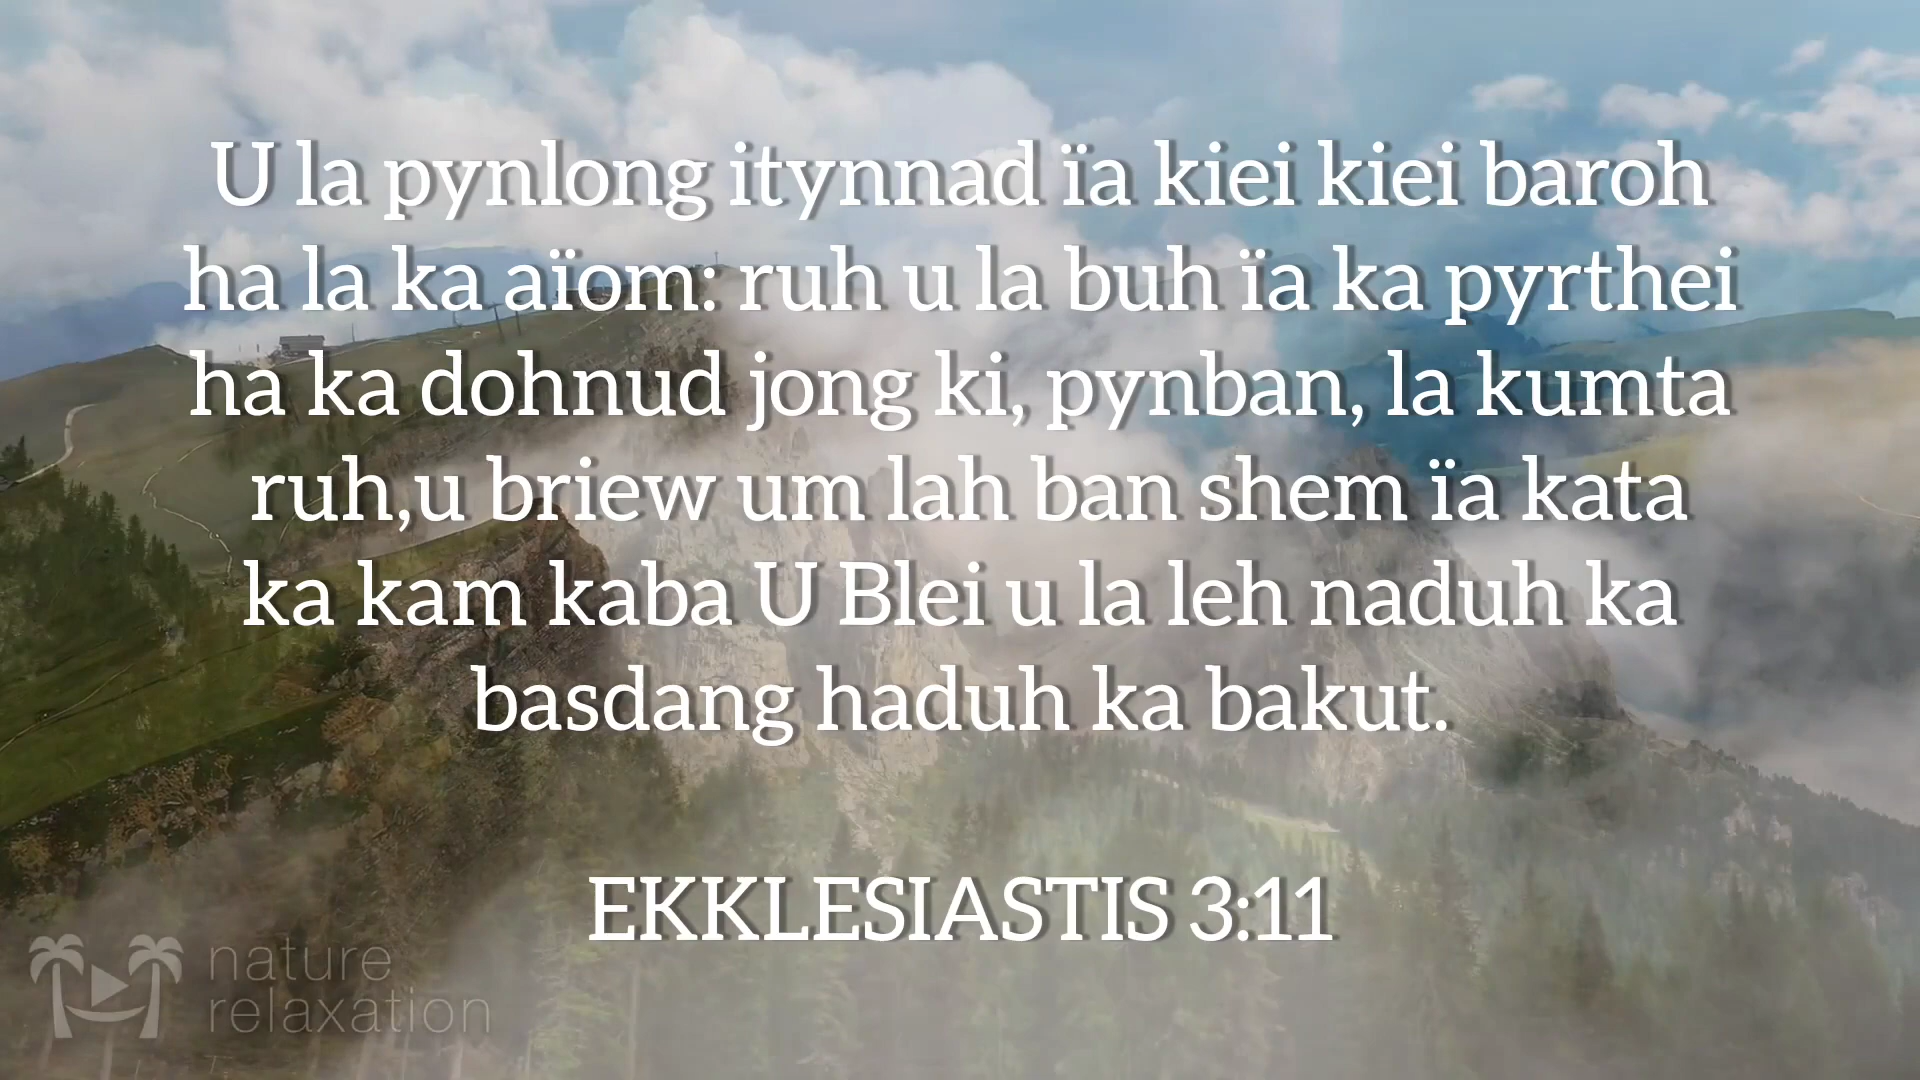 U la pynlong itynnad ïa kiei kiei baroh
ha la ka aïom: ruh u la buh ïa ka pyrthei
ha ka dohnud jong ki, pynban, la kumta
ruh,u briew um lah ban shem ïa kata
ka kam kaba U Blei u la leh naduh ka
basdang haduh ka bakut.
EKKLESIASTIS 3:11
nature
relaxation